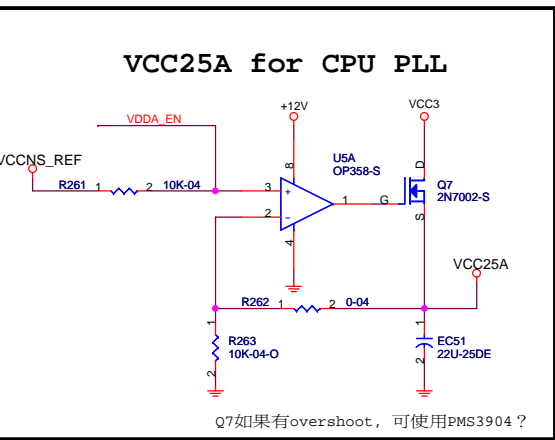 VCC25A for CPU PLL
+12V
VCC3
VDDA_EN
VCCNS_REF
R261 1 2 10K-04
U5A
OP358-S
8
3
+
2
-
1
4
D
G
S
Q7
2N7002-S
VCC25A
R262 1 2 0-04
1
R263
10K-04-O
2
1
EC51
22U-25DE
2
Q7如果有overshoot, 可使用PMS3904?